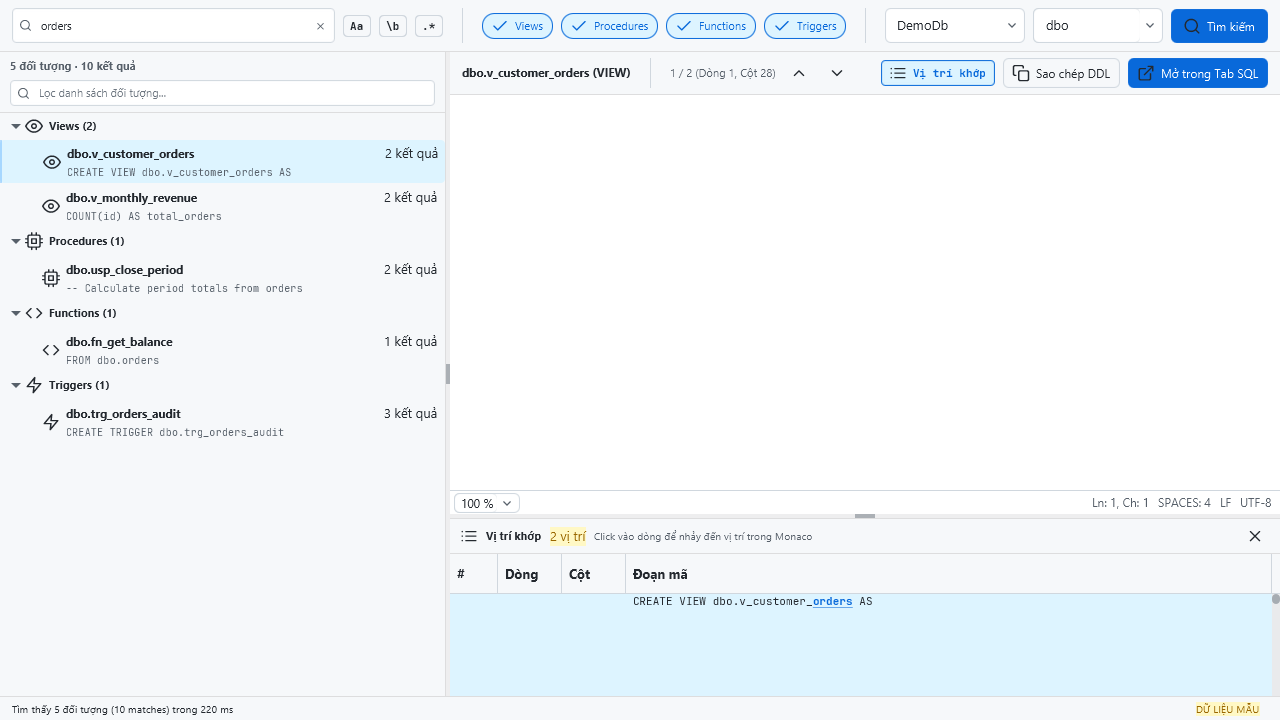 orders
Aa
\b
.*
Views
Procedures
Functions
Triggers
DemoDb
dbo
Tìm kiếm
5 đối tượng · 10 kết quả
Lọc danh sách đối tượng...
Views (2)
dbo.v_customer_orders
2 kết quả
CREATE VIEW dbo.v_customer_orders AS
dbo.v_monthly_revenue
2 kết quả
COUNT(id) AS total_orders
Procedures (1)
dbo.usp_close_period
2 kết quả
-- Calculate period totals from orders
Functions (1)
dbo.fn_get_balance
1 kết quả
FROM dbo.orders
Triggers (1)
dbo.trg_orders_audit
3 kết quả
CREATE TRIGGER dbo.trg_orders_audit
dbo.v_customer_orders (VIEW)
1 / 2 (Dòng 1, Cột 28)
Vị trí khớp
Sao chép DDL
Mở trong Tab SQL
100 %
Ln: 1, Ch: 1 SPACES: 4 LF UTF-8
Vị trí khớp 2 vị trí Click vào dòng để nhảy đến vị trí trong Monaco
# Dòng Cột Đoạn mã
CREATE VIEW dbo.v_customer_orders AS
Tìm thấy 5 đối tượng (10 matches) trong 220 ms
DỮ LIỆU MẪU